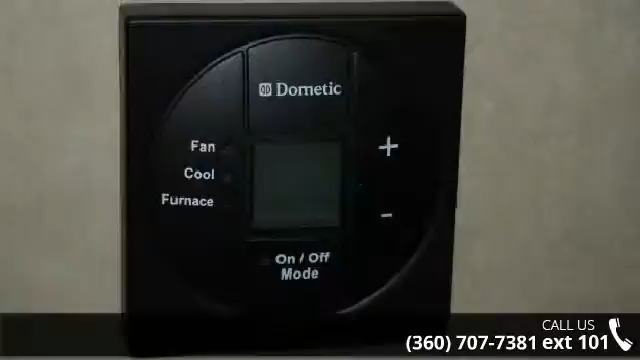 Dometic
Fan
Cool
Furnace
+
-
On / Off
Mode
CALL US
(360) 707-7381 ext 101